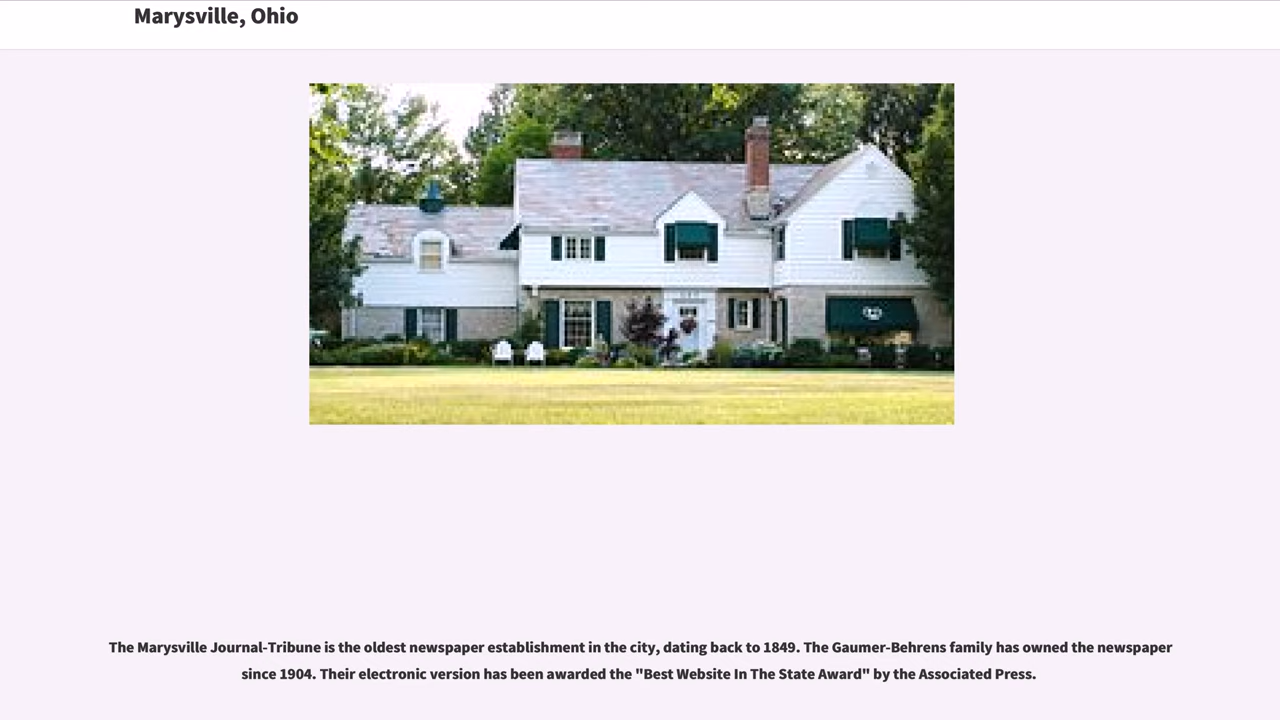 Marysville, Ohio
The Marysville Journal-Tribune is the oldest newspaper establishment in the city, dating back to 1849. The Gaumer-Behrens family has owned the newspaper
since 1904. Their electronic version has been awarded the "Best Website In The State Award" by the Associated Press.